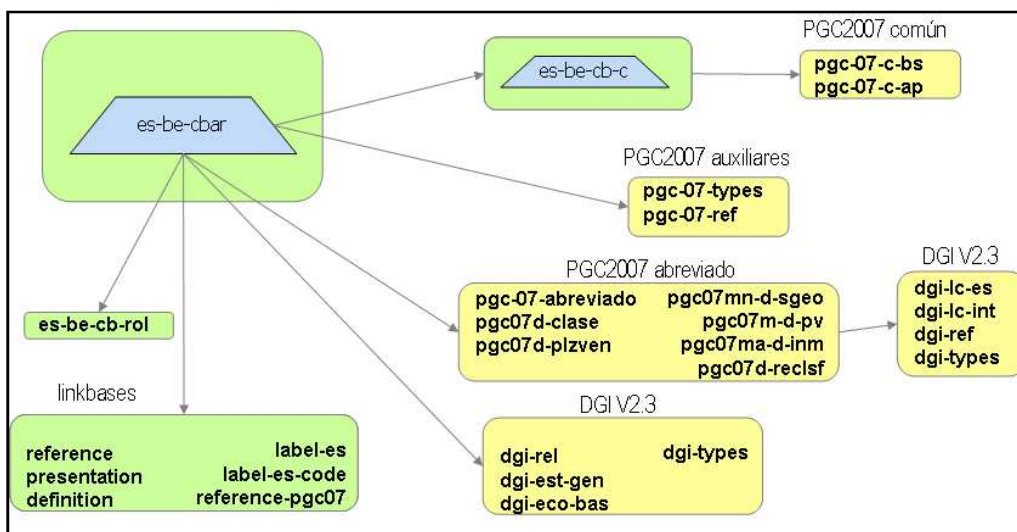 PGC2007 común
es-be-cb-c
pgc-07-c-bs
pgc-07-c-ap
es-be-cbar
PGC2007 auxiliares
pgc-07-types
pgc-07-ref
PGC2007 abreviado
pgc-07-abreviado pgc07mn-d-sgeo
pgc07d-clase pgc07m-d-pv
pgc07d-plzven pgc07ma-d-inm
pgc07d-reclsf
DGI V2.3
dgi-lc-es
dgi-lc-int
dgi-ref
dgi-types
es-be-cb-rol
linkbases
reference label-es
presentation label-es-code
definition reference-pgc07
DGI V2.3
dgi-rel dgi-types
dgi-est-gen
dgi-eco-bas